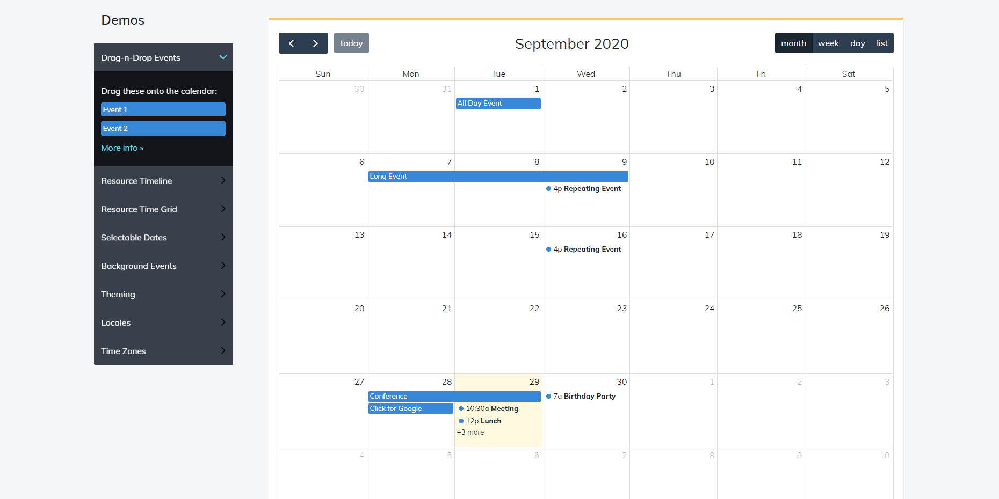 Demos
Drag-n-Drop Events
Drag these onto the calendar:
Event 1
Event 2
More info »
Resource Timeline
Resource Time Grid
Selectable Dates
Background Events
Theming
Locales
Time Zones
today
September 2020
month week day list
Sun Mon Tue Wed Thu Fri Sat
30 31 1 2 3 4 5
All Day Event
6 7 8 9 10 11 12
Long Event
4p Repeating Event
13 14 15 16 17 18 19
4p Repeating Event
20 21 22 23 24 25 26
27 28 29 30 1 2 3
Conference 7a Birthday Party
Click for Google 10:30a Meeting
12p Lunch
+3 more
4 5 6 7 8 9 10